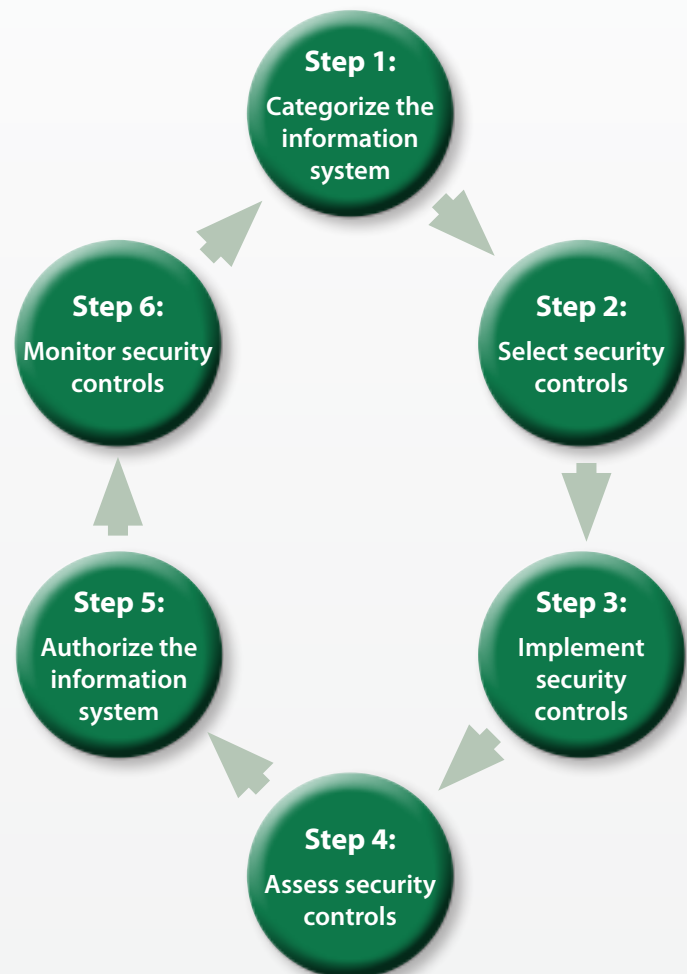 Step 1:
Categorize the
information
system
Step 2:
Select security
controls
Step 3:
Implement
security
controls
Step 4:
Assess security
controls
Step 5:
Authorize the
information
system
Step 6:
Monitor security
controls